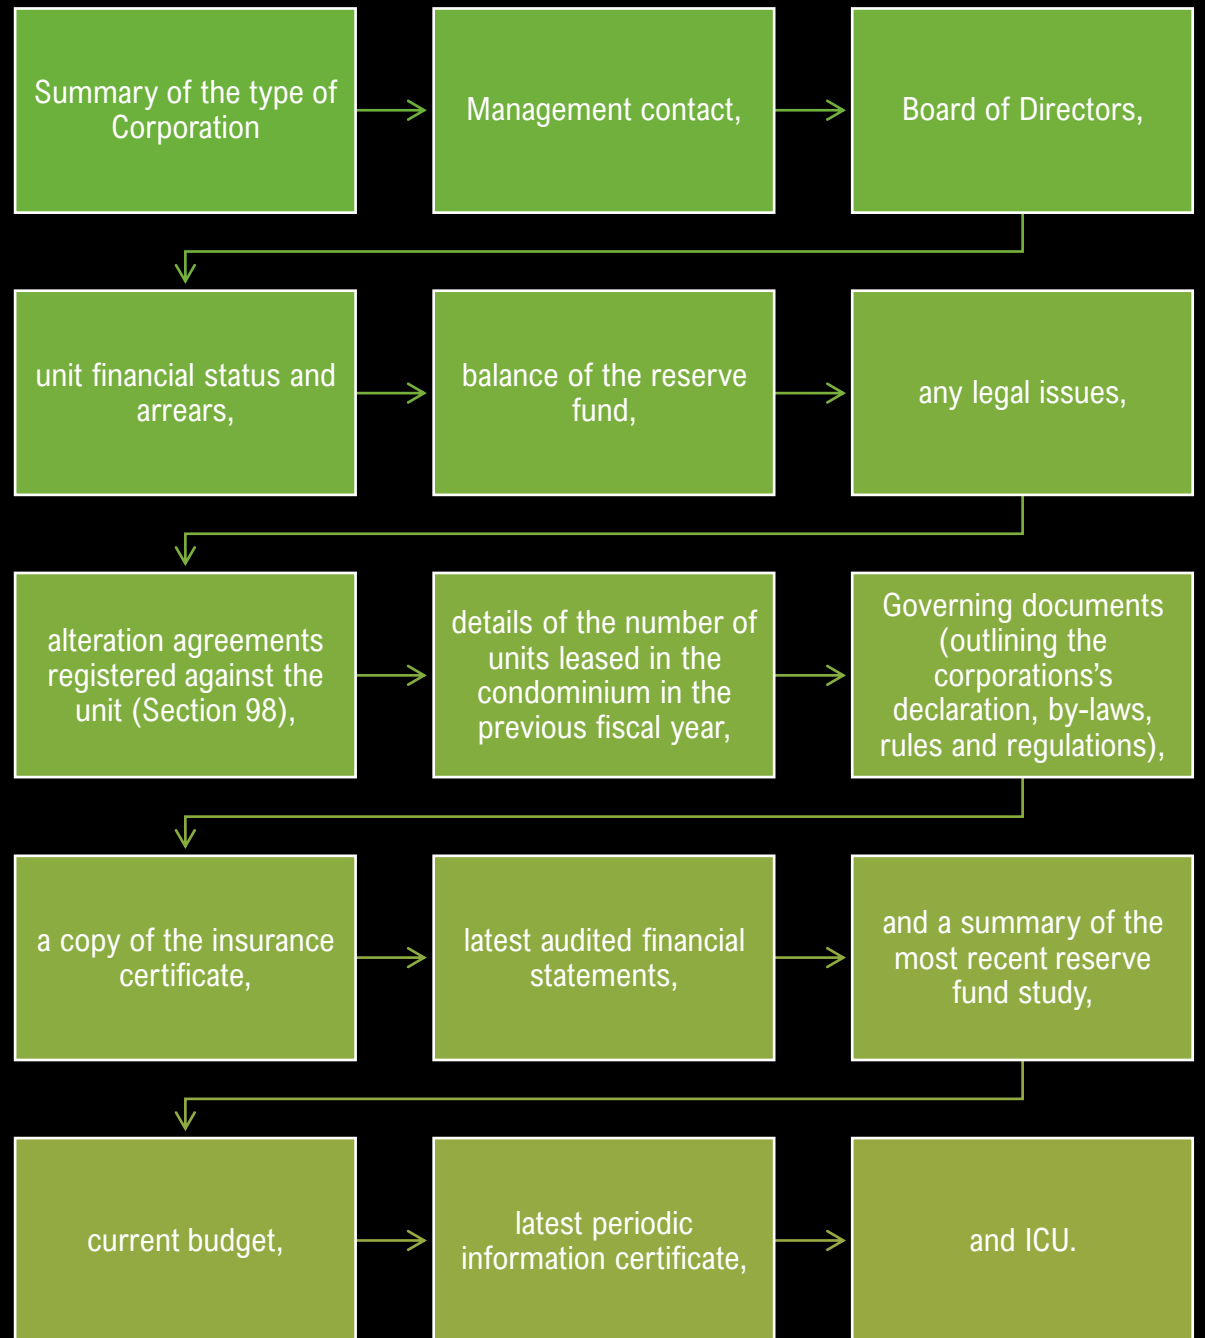 Summary of the type of
Corporation
Management contact,
Board of Directors,
unit financial status and
arrears,
balance of the reserve
fund,
any legal issues,
alteration agreements
registered against the
unit (Section 98),
details of the number of
units leased in the
condominium in the
previous fiscal year,
Governing documents
(outlining the
corporations's
declaration, by-laws,
rules and regulations),
a copy of the insurance
certificate,
latest audited financial
statements,
and a summary of the
most recent reserve
fund study,
current budget,
latest periodic
information certificate,
and ICU.